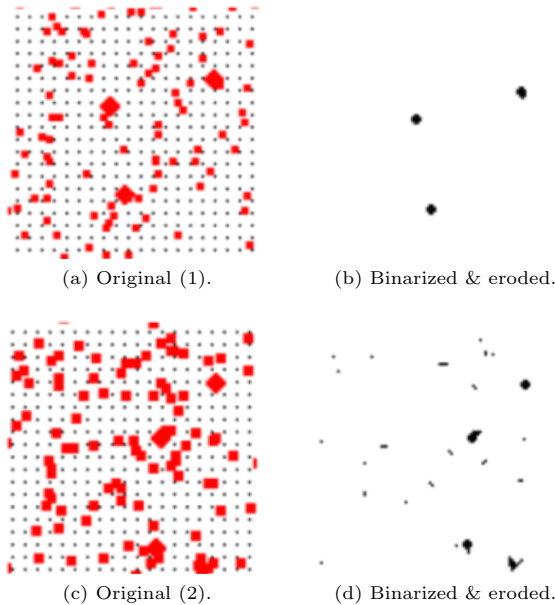 (a) Original (1).
(b) Binarized & eroded.
(c) Original (2).
(d) Binarized & eroded.